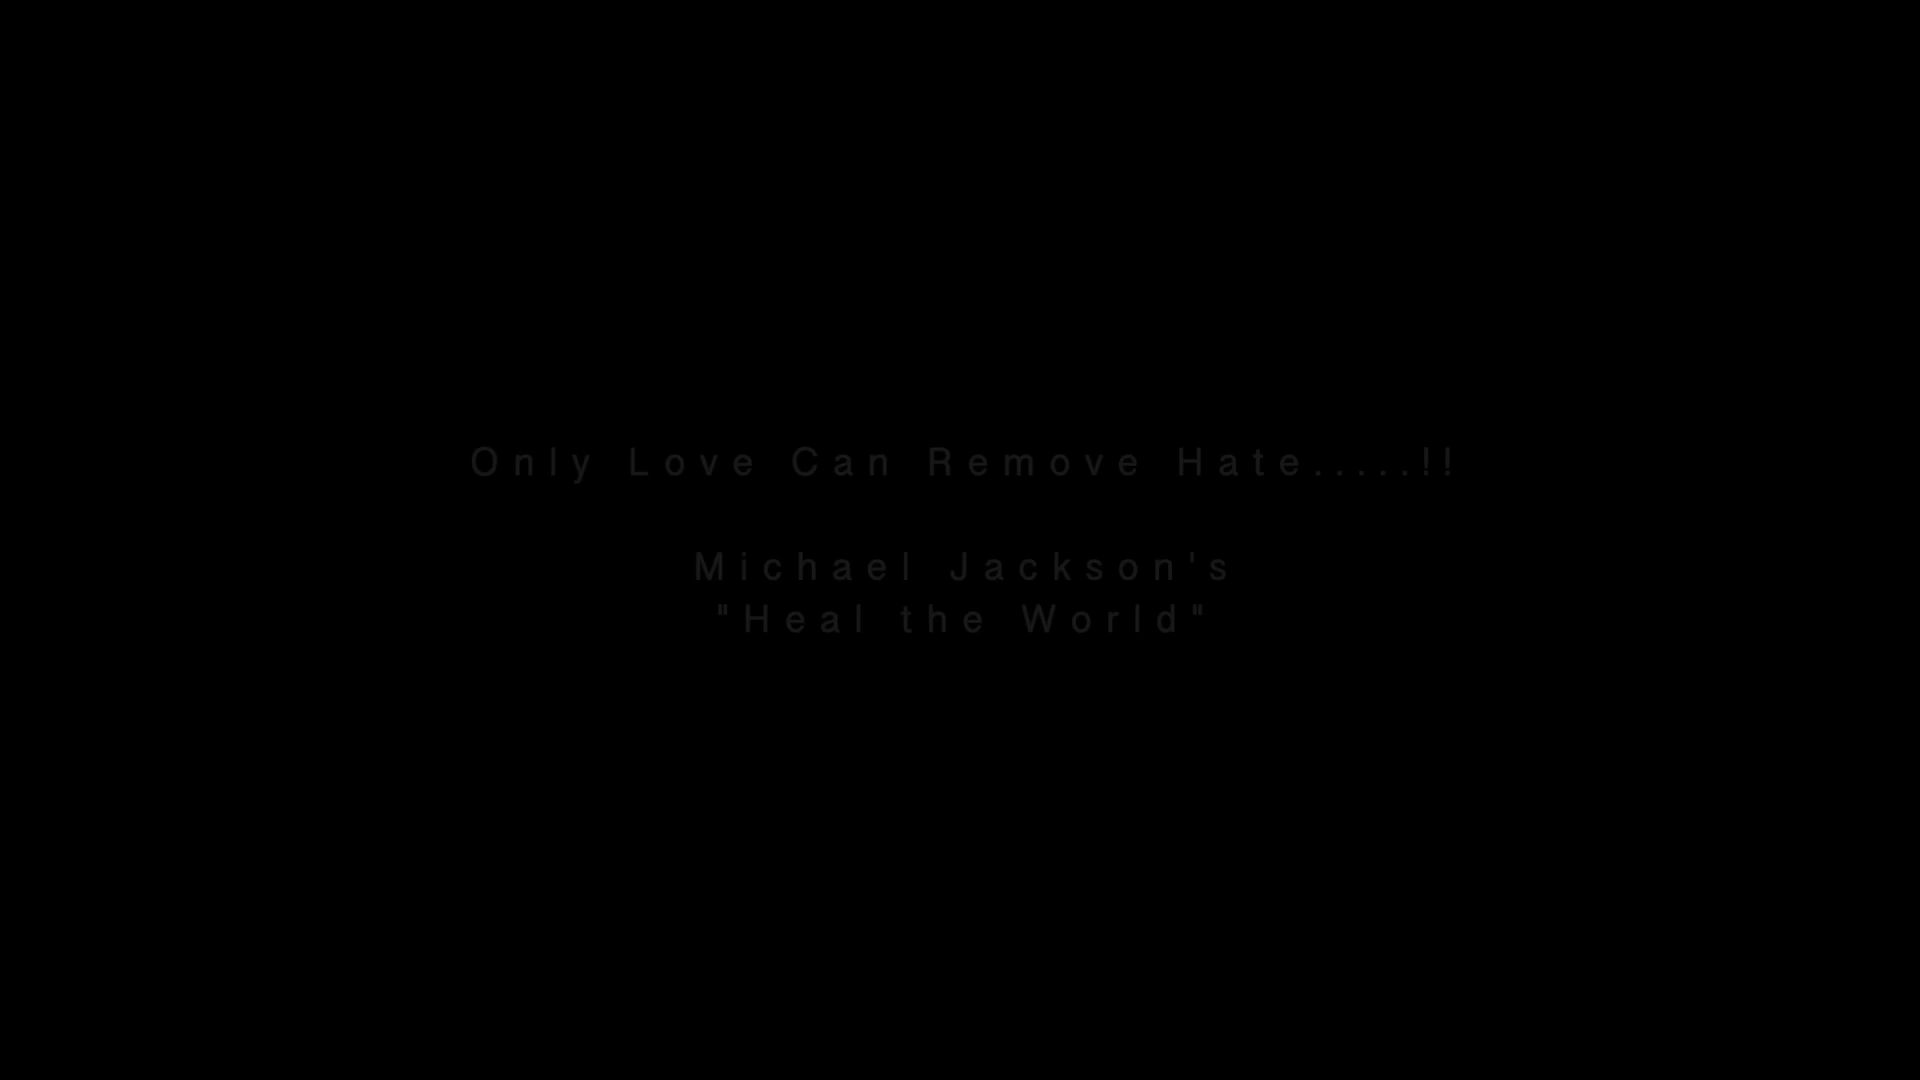 Only Love Can Remove Hate.....!!
Michael Jackson's
"Heal the World"